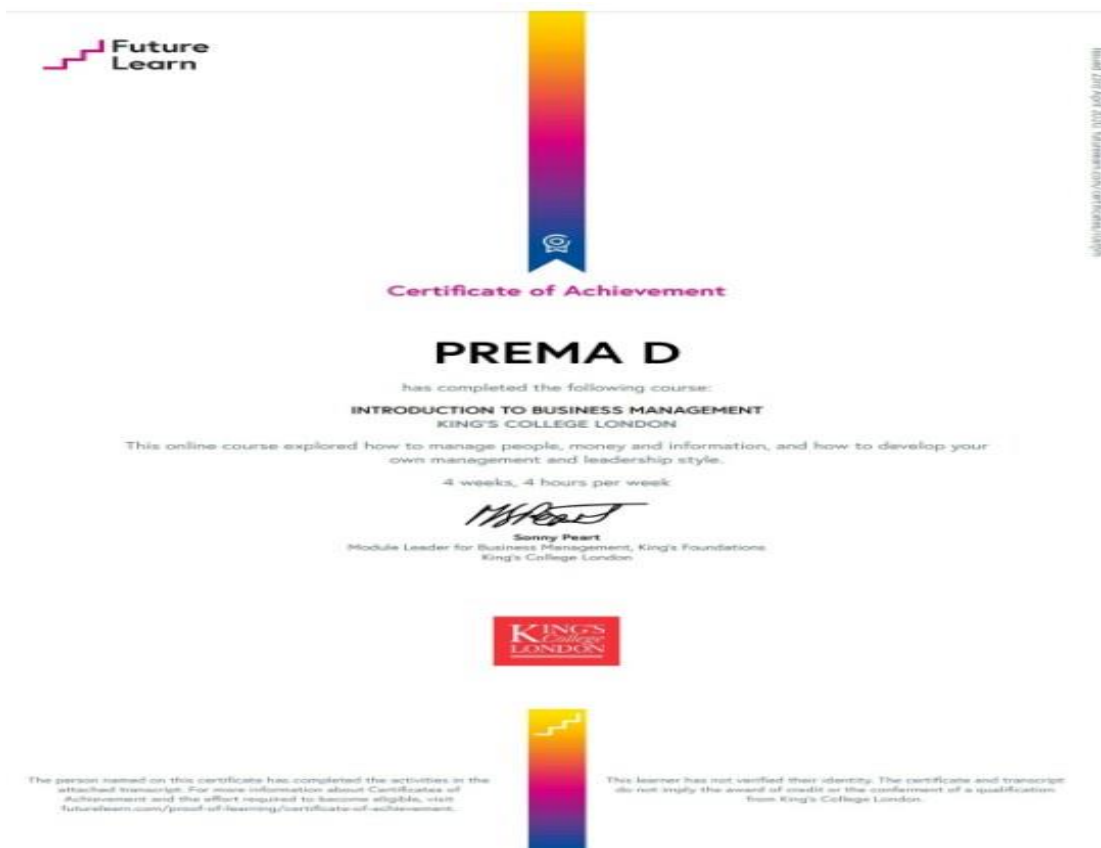 Future
Learn
Certificate of Achievement
PREMA D
has completed the following course:
INTRODUCTION TO BUSINESS MANAGEMENT
KING'S COLLEGE LONDON
This online course explored how to manage people, money and information, and how to develop your
own management and leadership style.
4 weeks, 4 hours per week
Sonny Peart
Module Leader for Business Management, King's Foundations
King's College London
KING'S
College
LONDON
The person named on this certificate has completed the activities in the
attached transcript. For more information about Certificates of
Achievement and the effort required to become eligible, visit
futurelearn.com/proof-of-learning/certificate-of-achievement.
This learner has not verified their identity. The certificate and transcript
do not imply the award of credit or the conferment of a qualification
from King's College London.